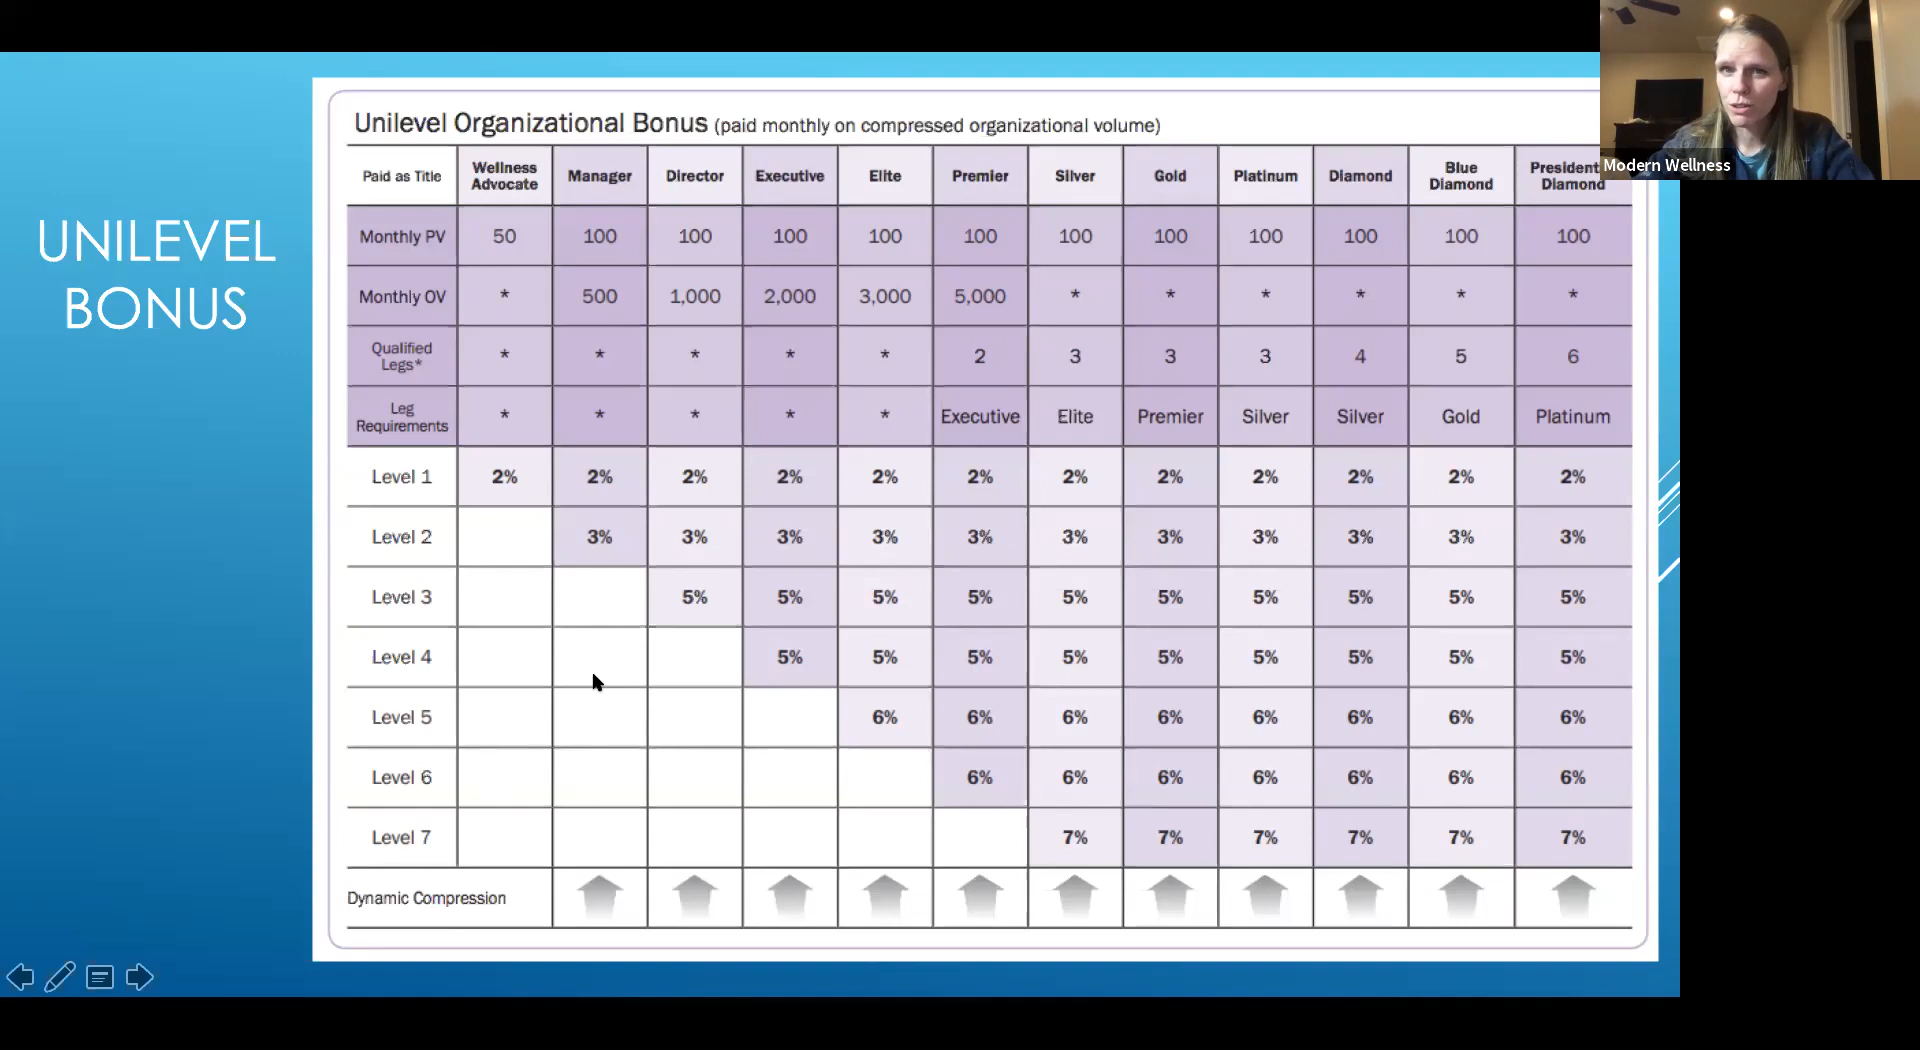 UNILEVEL
BONUS
Unilevel Organizational Bonus (paid monthly on compressed organizational volume)
Paid as Title Wellness Advocate Manager Director Executive Elite Premier Silver Gold Platinum Diamond Blue Diamond President Diamond
Monthly PV 50 100 100 100 100 100 100 100 100 100 100 100
Monthly OV * 500 1,000 2,000 3,000 5,000 * * * * * *
Qualified Legs* * * * * * 2 3 3 3 4 5 6
Leg Requirements * * * * * Executive Elite Premier Silver Silver Gold Platinum
Level 1 2% 2% 2% 2% 2% 2% 2% 2% 2% 2% 2% 2%
Level 2 3% 3% 3% 3% 3% 3% 3% 3% 3% 3% 3%
Level 3 5% 5% 5% 5% 5% 5% 5% 5% 5% 5%
Level 4 5% 5% 5% 5% 5% 5% 5% 5% 5%
Level 5 6% 6% 6% 6% 6% 6% 6% 6%
Level 6 6% 6% 6% 6% 6% 6% 6%
Level 7 7% 7% 7% 7% 7% 7%
Dynamic Compression
Modern Wellness